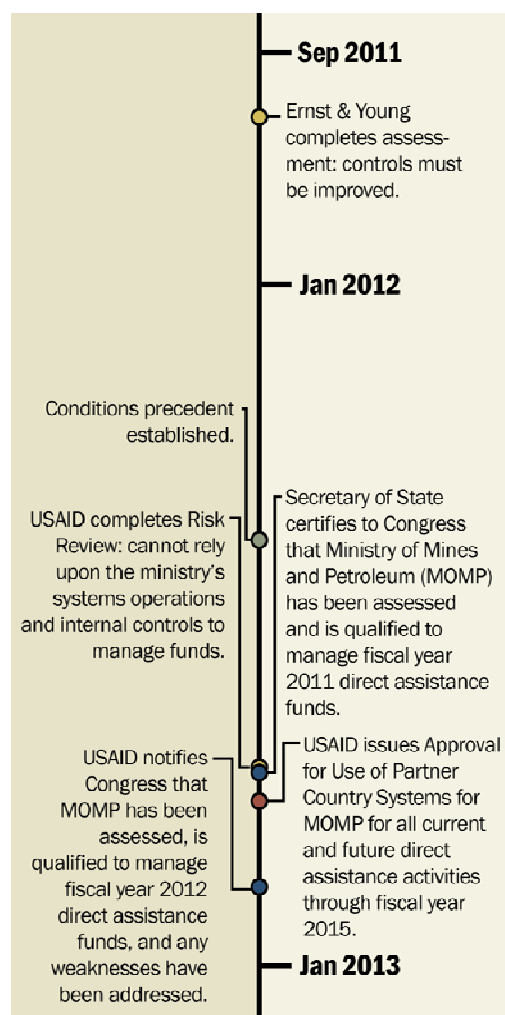 Sep 2011
Ernst & Young
completes assess-
ment: controls must
be improved.
Jan 2012
Conditions precedent
established.
USAID completes Risk
Review: cannot rely
upon the ministry's
systems operations
and internal controls to
manage funds.
Secretary of State
certifies to Congress
that Ministry of Mines
and Petroleum (MOMP)
has been assessed
and is qualified to
manage fiscal year
2011 direct assistance
funds.
USAID issues Approval
for Use of Partner
Country Systems for
MOMP for all current
and future direct
assistance activities
through fiscal year
2015.
USAID notifies
Congress that
MOMP has been
assessed, is
qualified to manage
fiscal year 2012
direct assistance
funds, and any
weaknesses have
been addressed.
Jan 2013